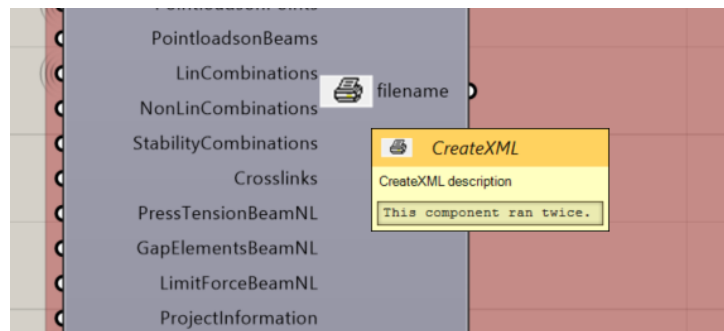 PointloadsonBeams
LinCombinations
filename
NonLinCombinations
StabilityCombinations
CreateXML
Crosslinks
CreateXML description
PressTensionBeamNL
This component ran twice.
GapElementsBeamNL
LimitForceBeamNL
ProjectInformation